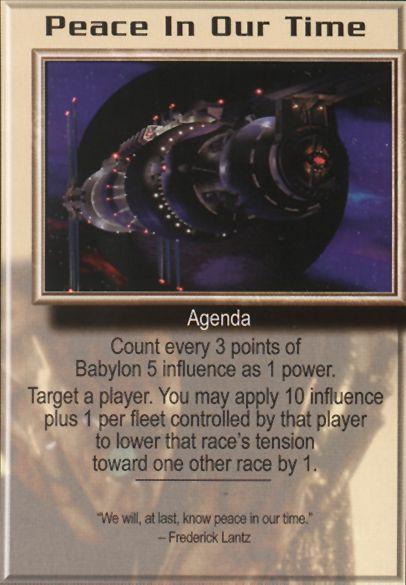 Peace In Our Time
Agenda
Count every 3 points of
Babylon 5 influence as 1 power.
Target a player. You may apply 10 influence
plus 1 per fleet controlled by that player
to lower that race's tension
toward one other race by 1.
"We will, at last, know peace in our time."
– Frederick Lantz